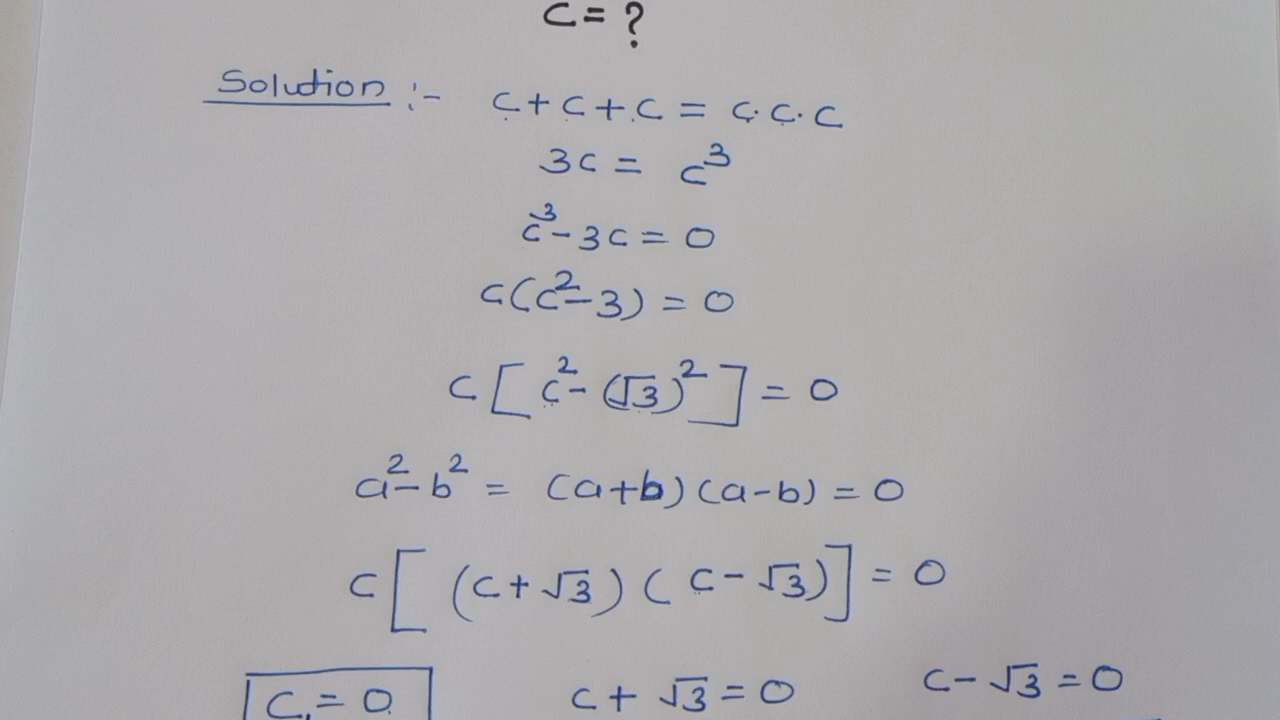 c = ?
Solution :- c + c + c = c. c. c
3c = c³
c³ - 3c = 0
c(c² - 3) = 0
c [ c² - (√3)² ] = 0
a² - b² = (a+b) (a-b) = 0
c [ (c + √3) ( c - √3) ] = 0
c₁ = 0 c + √3 = 0 c - √3 = 0